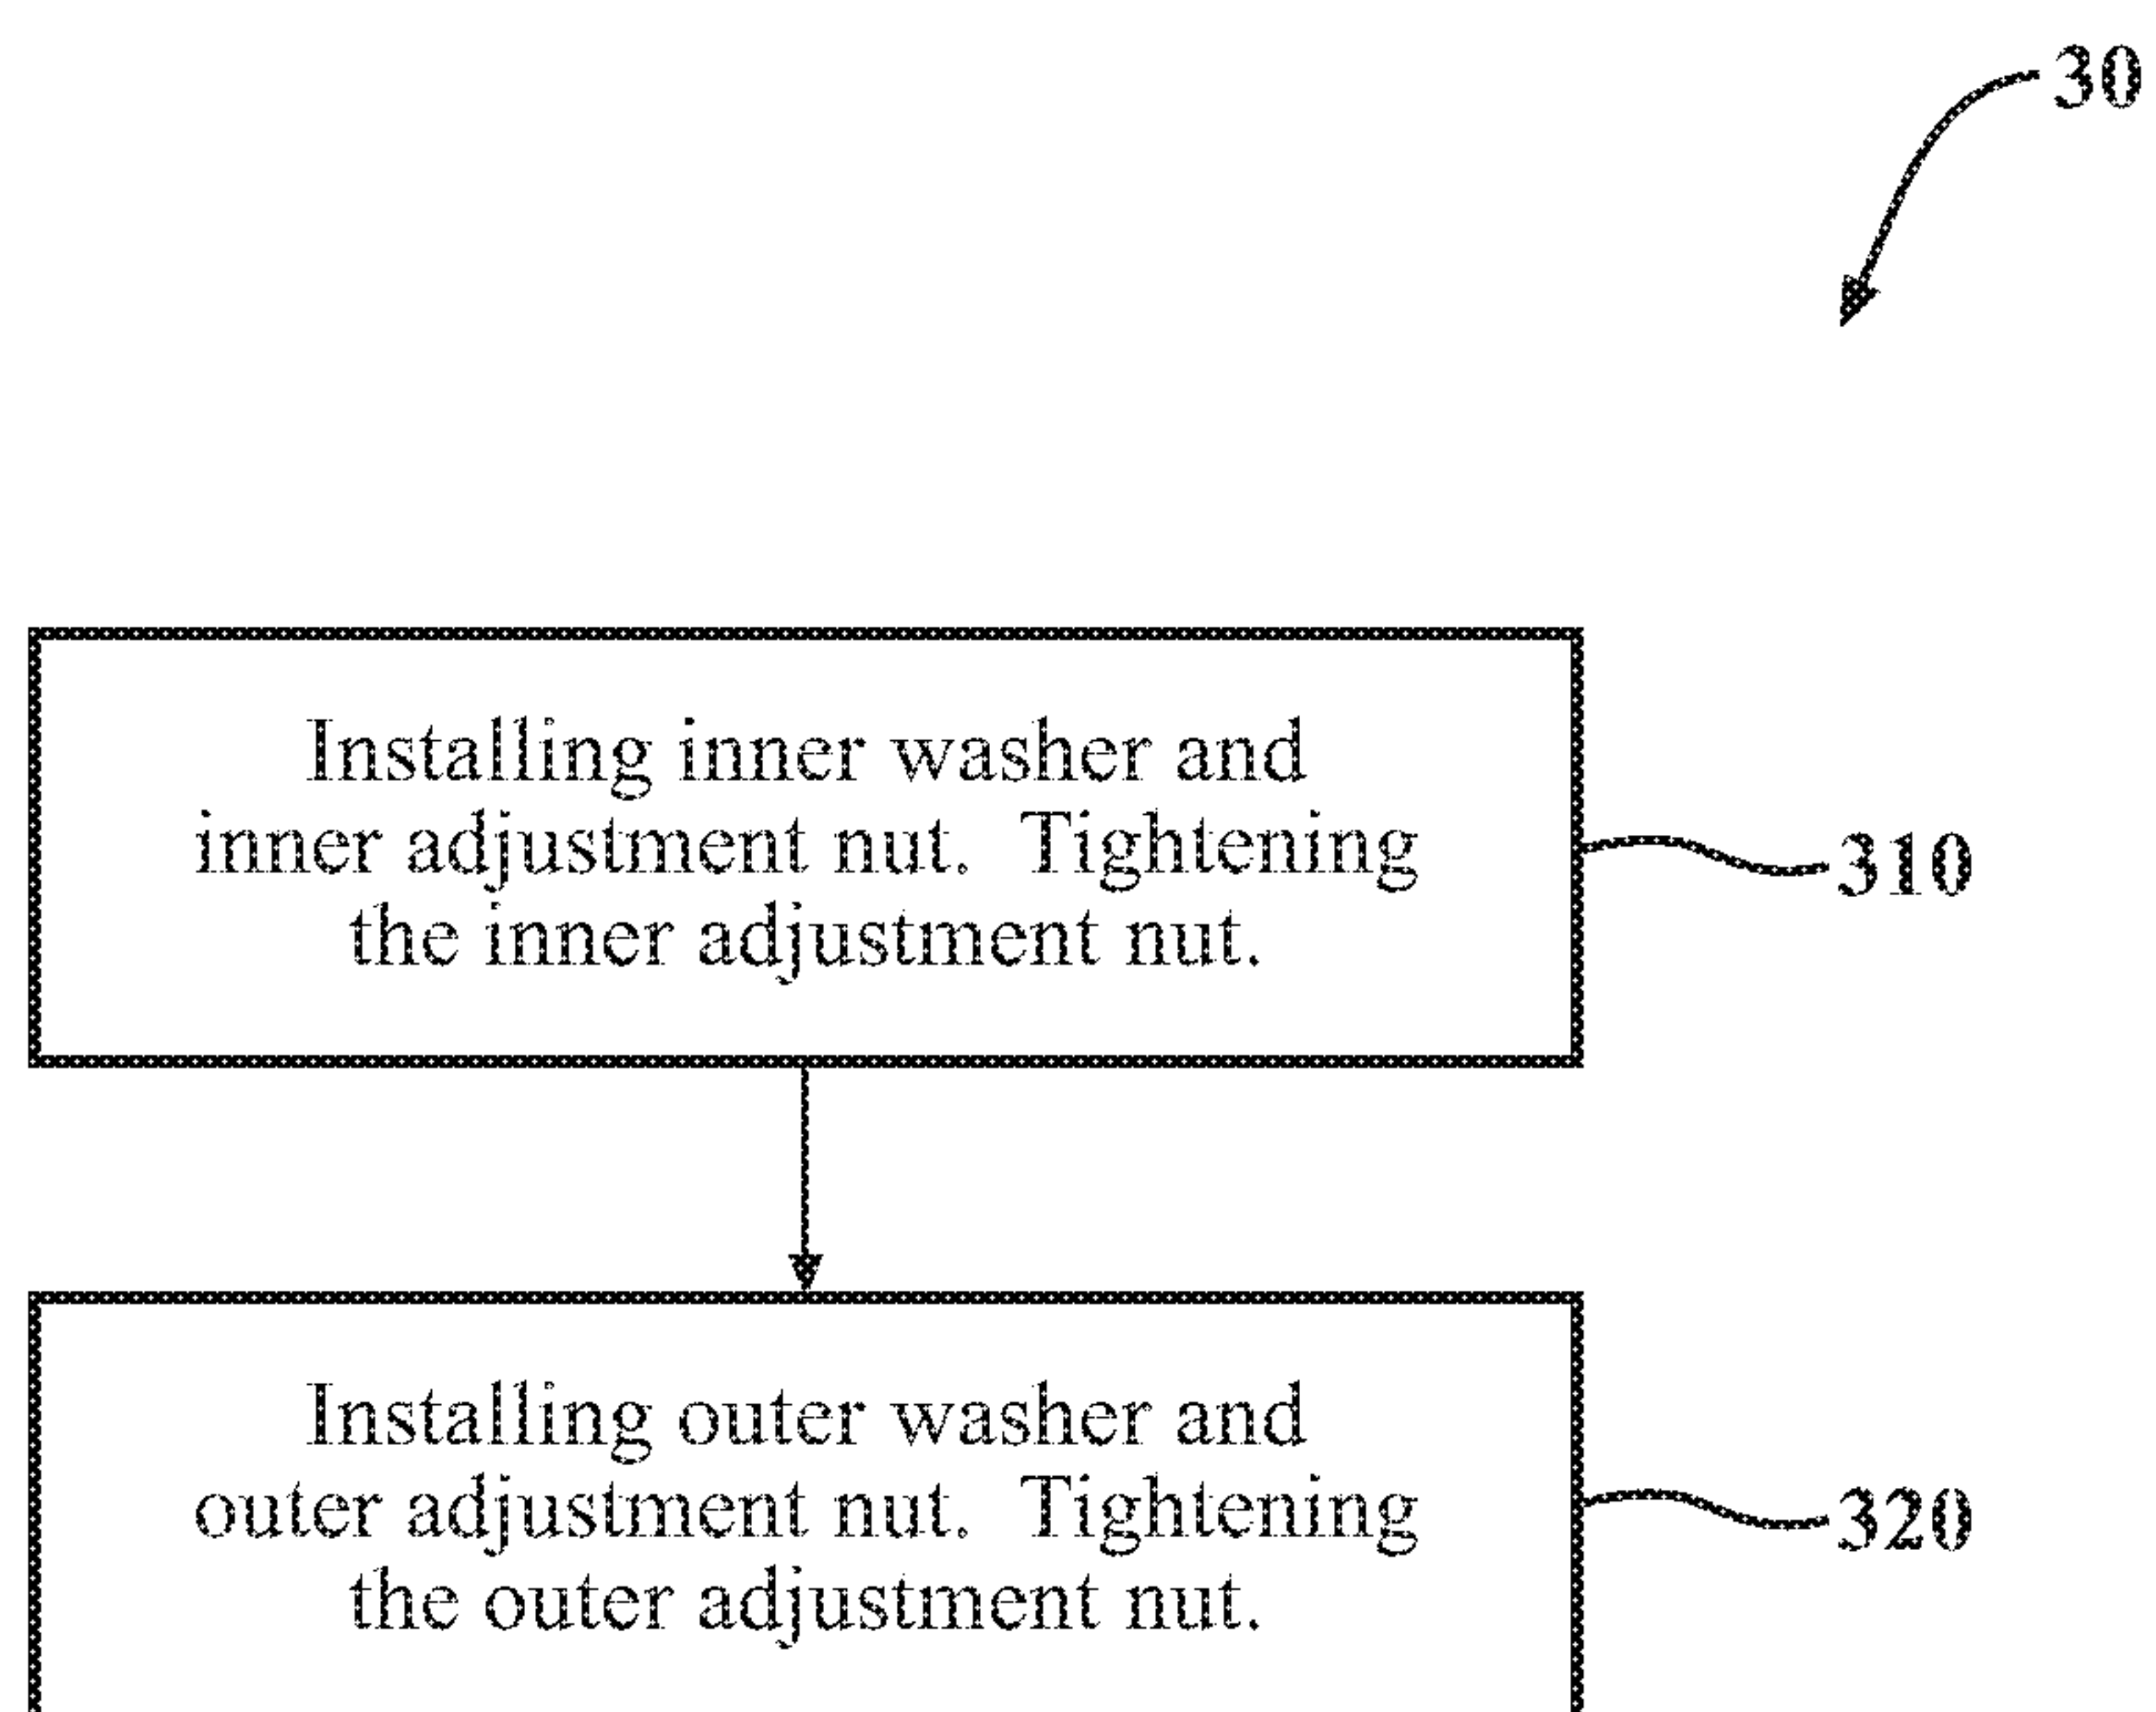 30
Installing inner washer and
inner adjustment nut.  Tightening
the inner adjustment nut.
310
Installing outer washer and
outer adjustment nut.  Tightening
the outer adjustment nut.
320